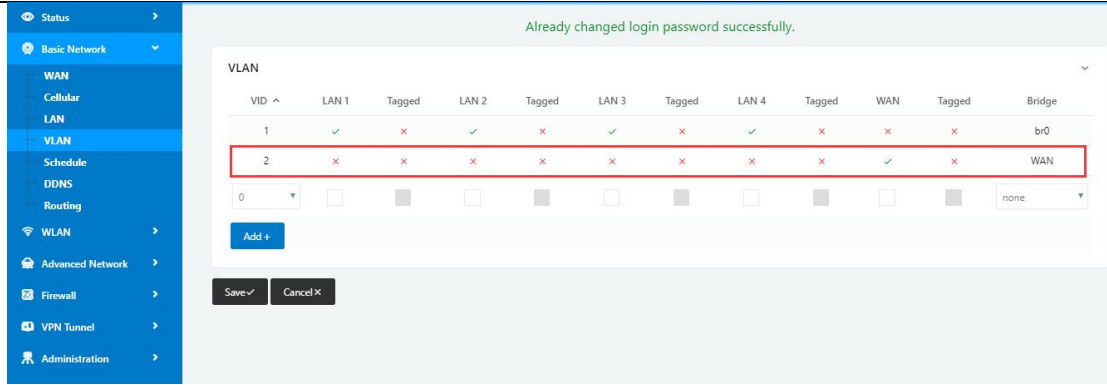 Status
Basic Network
WAN
Cellular
LAN
VLAN
Schedule
DDNS
Routing
WLAN
Advanced Network
Firewall
VPN Tunnel
Administration
Already changed login password successfully.
VLAN
VID LAN 1 Tagged LAN 2 Tagged LAN 3 Tagged LAN 4 Tagged WAN Tagged Bridge
1 ✓ × ✓ × ✓ × ✓ × × × br0
2 × × × × × × × × ✓ × WAN
0 none
Add +
Save✓ Cancel×